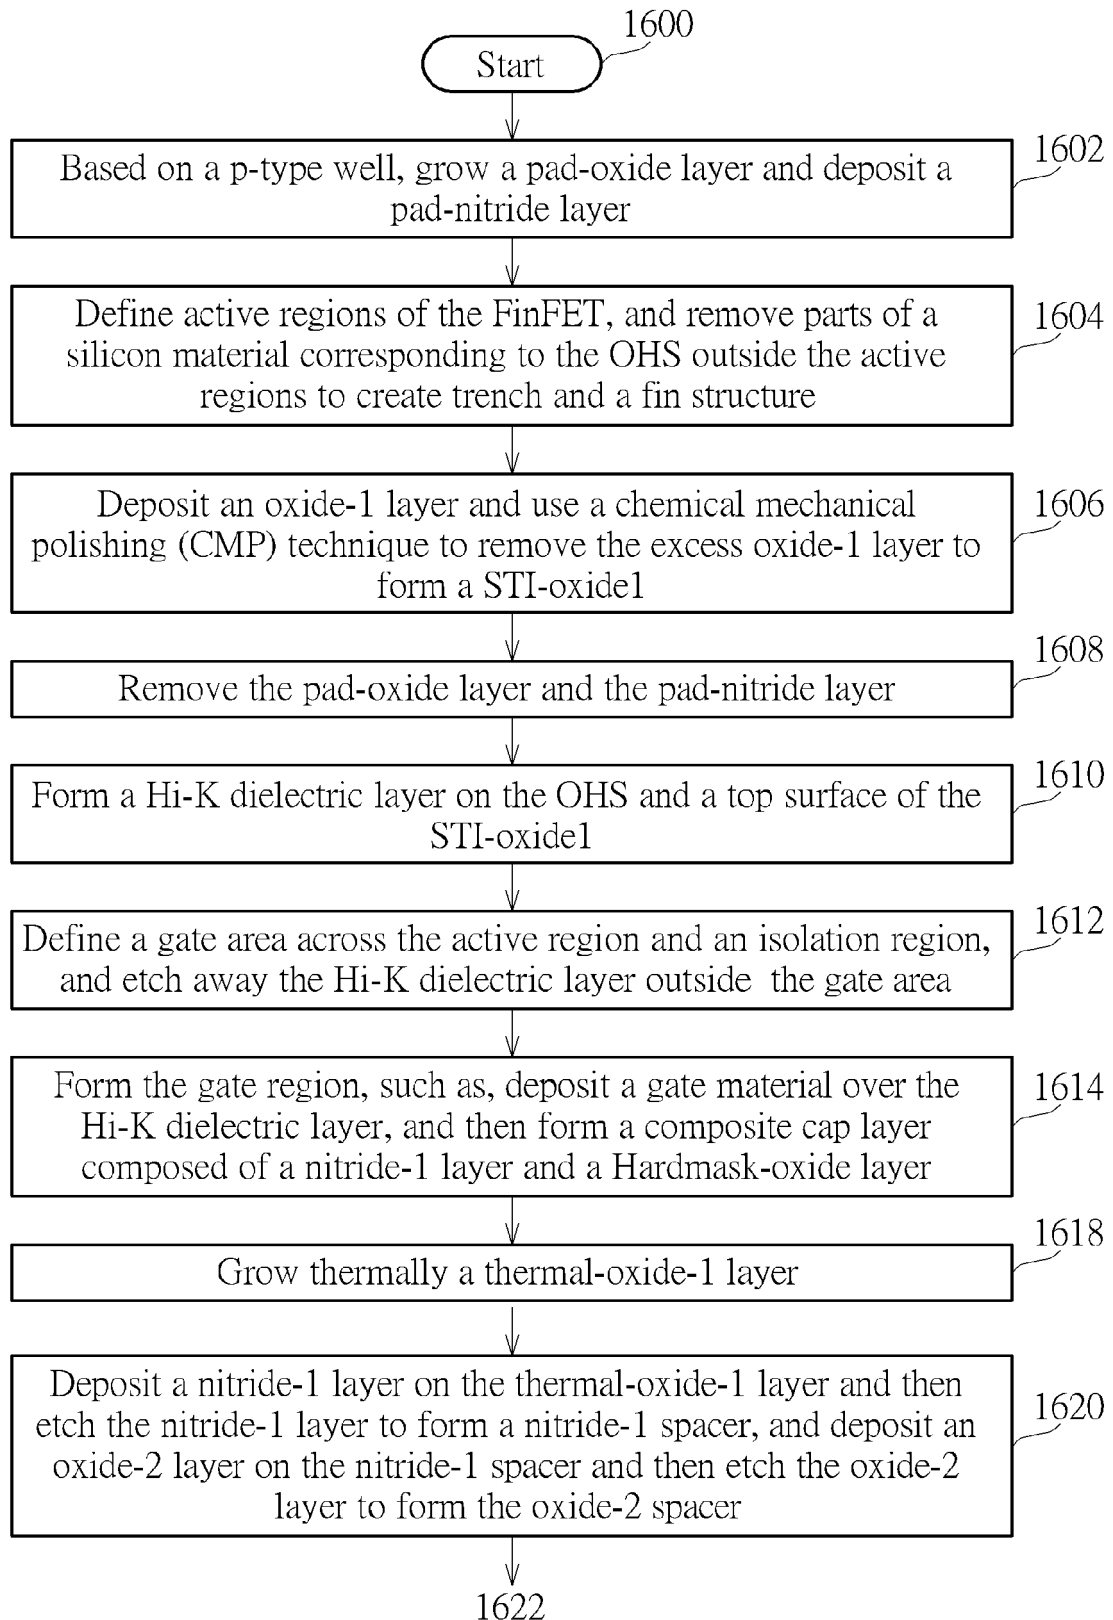 1600
Start
1602
Based on a p-type well, grow a pad-oxide layer and deposit a
pad-nitride layer
1604
Define active regions of the FinFET, and remove parts of a
silicon material corresponding to the OHS outside the active
regions to create trench and a fin structure
1606
Deposit an oxide-1 layer and use a chemical mechanical
polishing (CMP) technique to remove the excess oxide-1 layer to
form a STI-oxide1
1608
Remove the pad-oxide layer and the pad-nitride layer
1610
Form a Hi-K dielectric layer on the OHS and a top surface of the
STI-oxide1
1612
Define a gate area across the active region and an isolation region,
and etch away the Hi-K dielectric layer outside the gate area
1614
Form the gate region, such as, deposit a gate material over the
Hi-K dielectric layer, and then form a composite cap layer
composed of a nitride-1 layer and a Hardmask-oxide layer
1618
Grow thermally a thermal-oxide-1 layer
1620
Deposit a nitride-1 layer on the thermal-oxide-1 layer and then
etch the nitride-1 layer to form a nitride-1 spacer, and deposit an
oxide-2 layer on the nitride-1 spacer and then etch the oxide-2
layer to form the oxide-2 spacer
1622